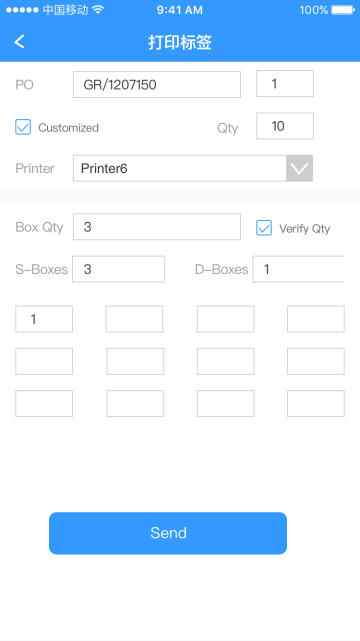 中国移动 9:41 AM 100%
打印标签
PO GR/1207150 1
Customized Qty 10
Printer Printer6
Box Qty 3 Verify Qty
S-Boxes 3 D-Boxes 1
1
Send